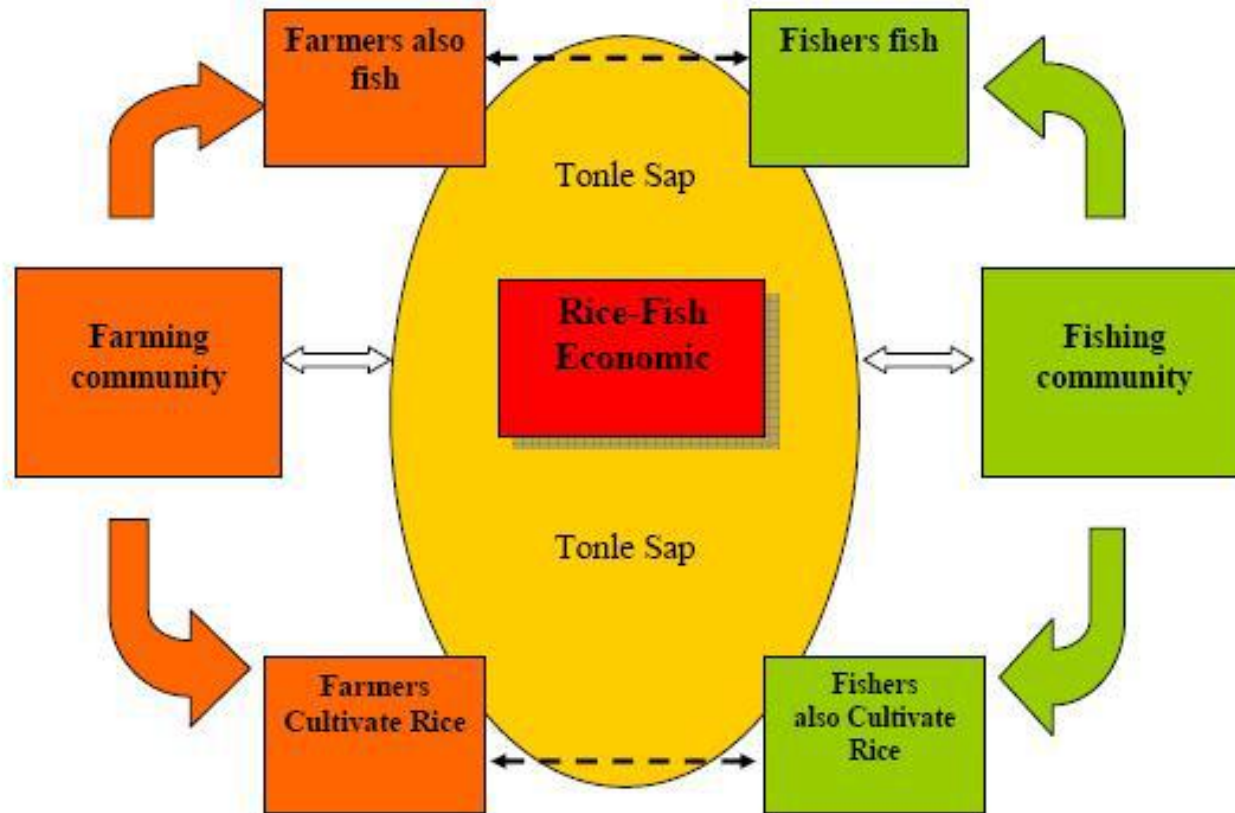 Farmers also
fish
Fishers fish
Tonle Sap
Rice-Fish
Economic
Farming
community
Fishing
community
Tonle Sap
Farmers
Cultivate Rice
Fishers
also Cultivate
Rice